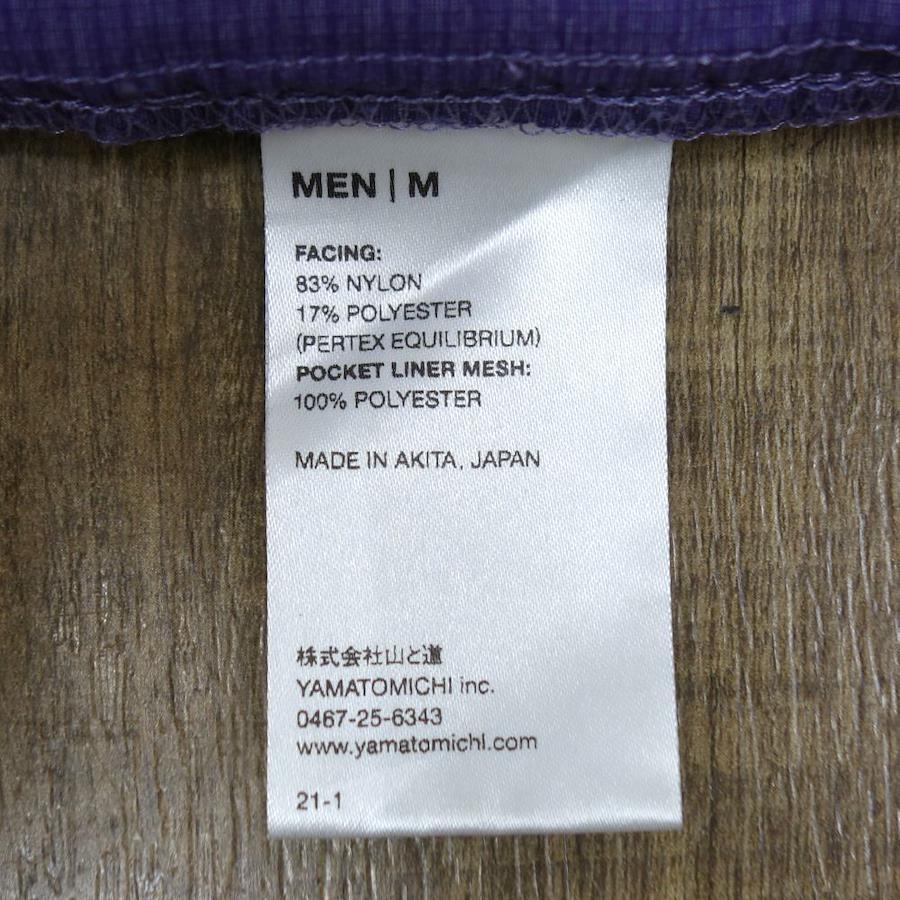 MEN | M
FACING:
83% NYLON
17% POLYESTER
(PERTEX EQUILIBRIUM)
POCKET LINER MESH:
100% POLYESTER
MADE IN AKITA, JAPAN
株式会社山と道
YAMATOMICHI inc.
0467-25-6343
www.yamatomichi.com
21-1